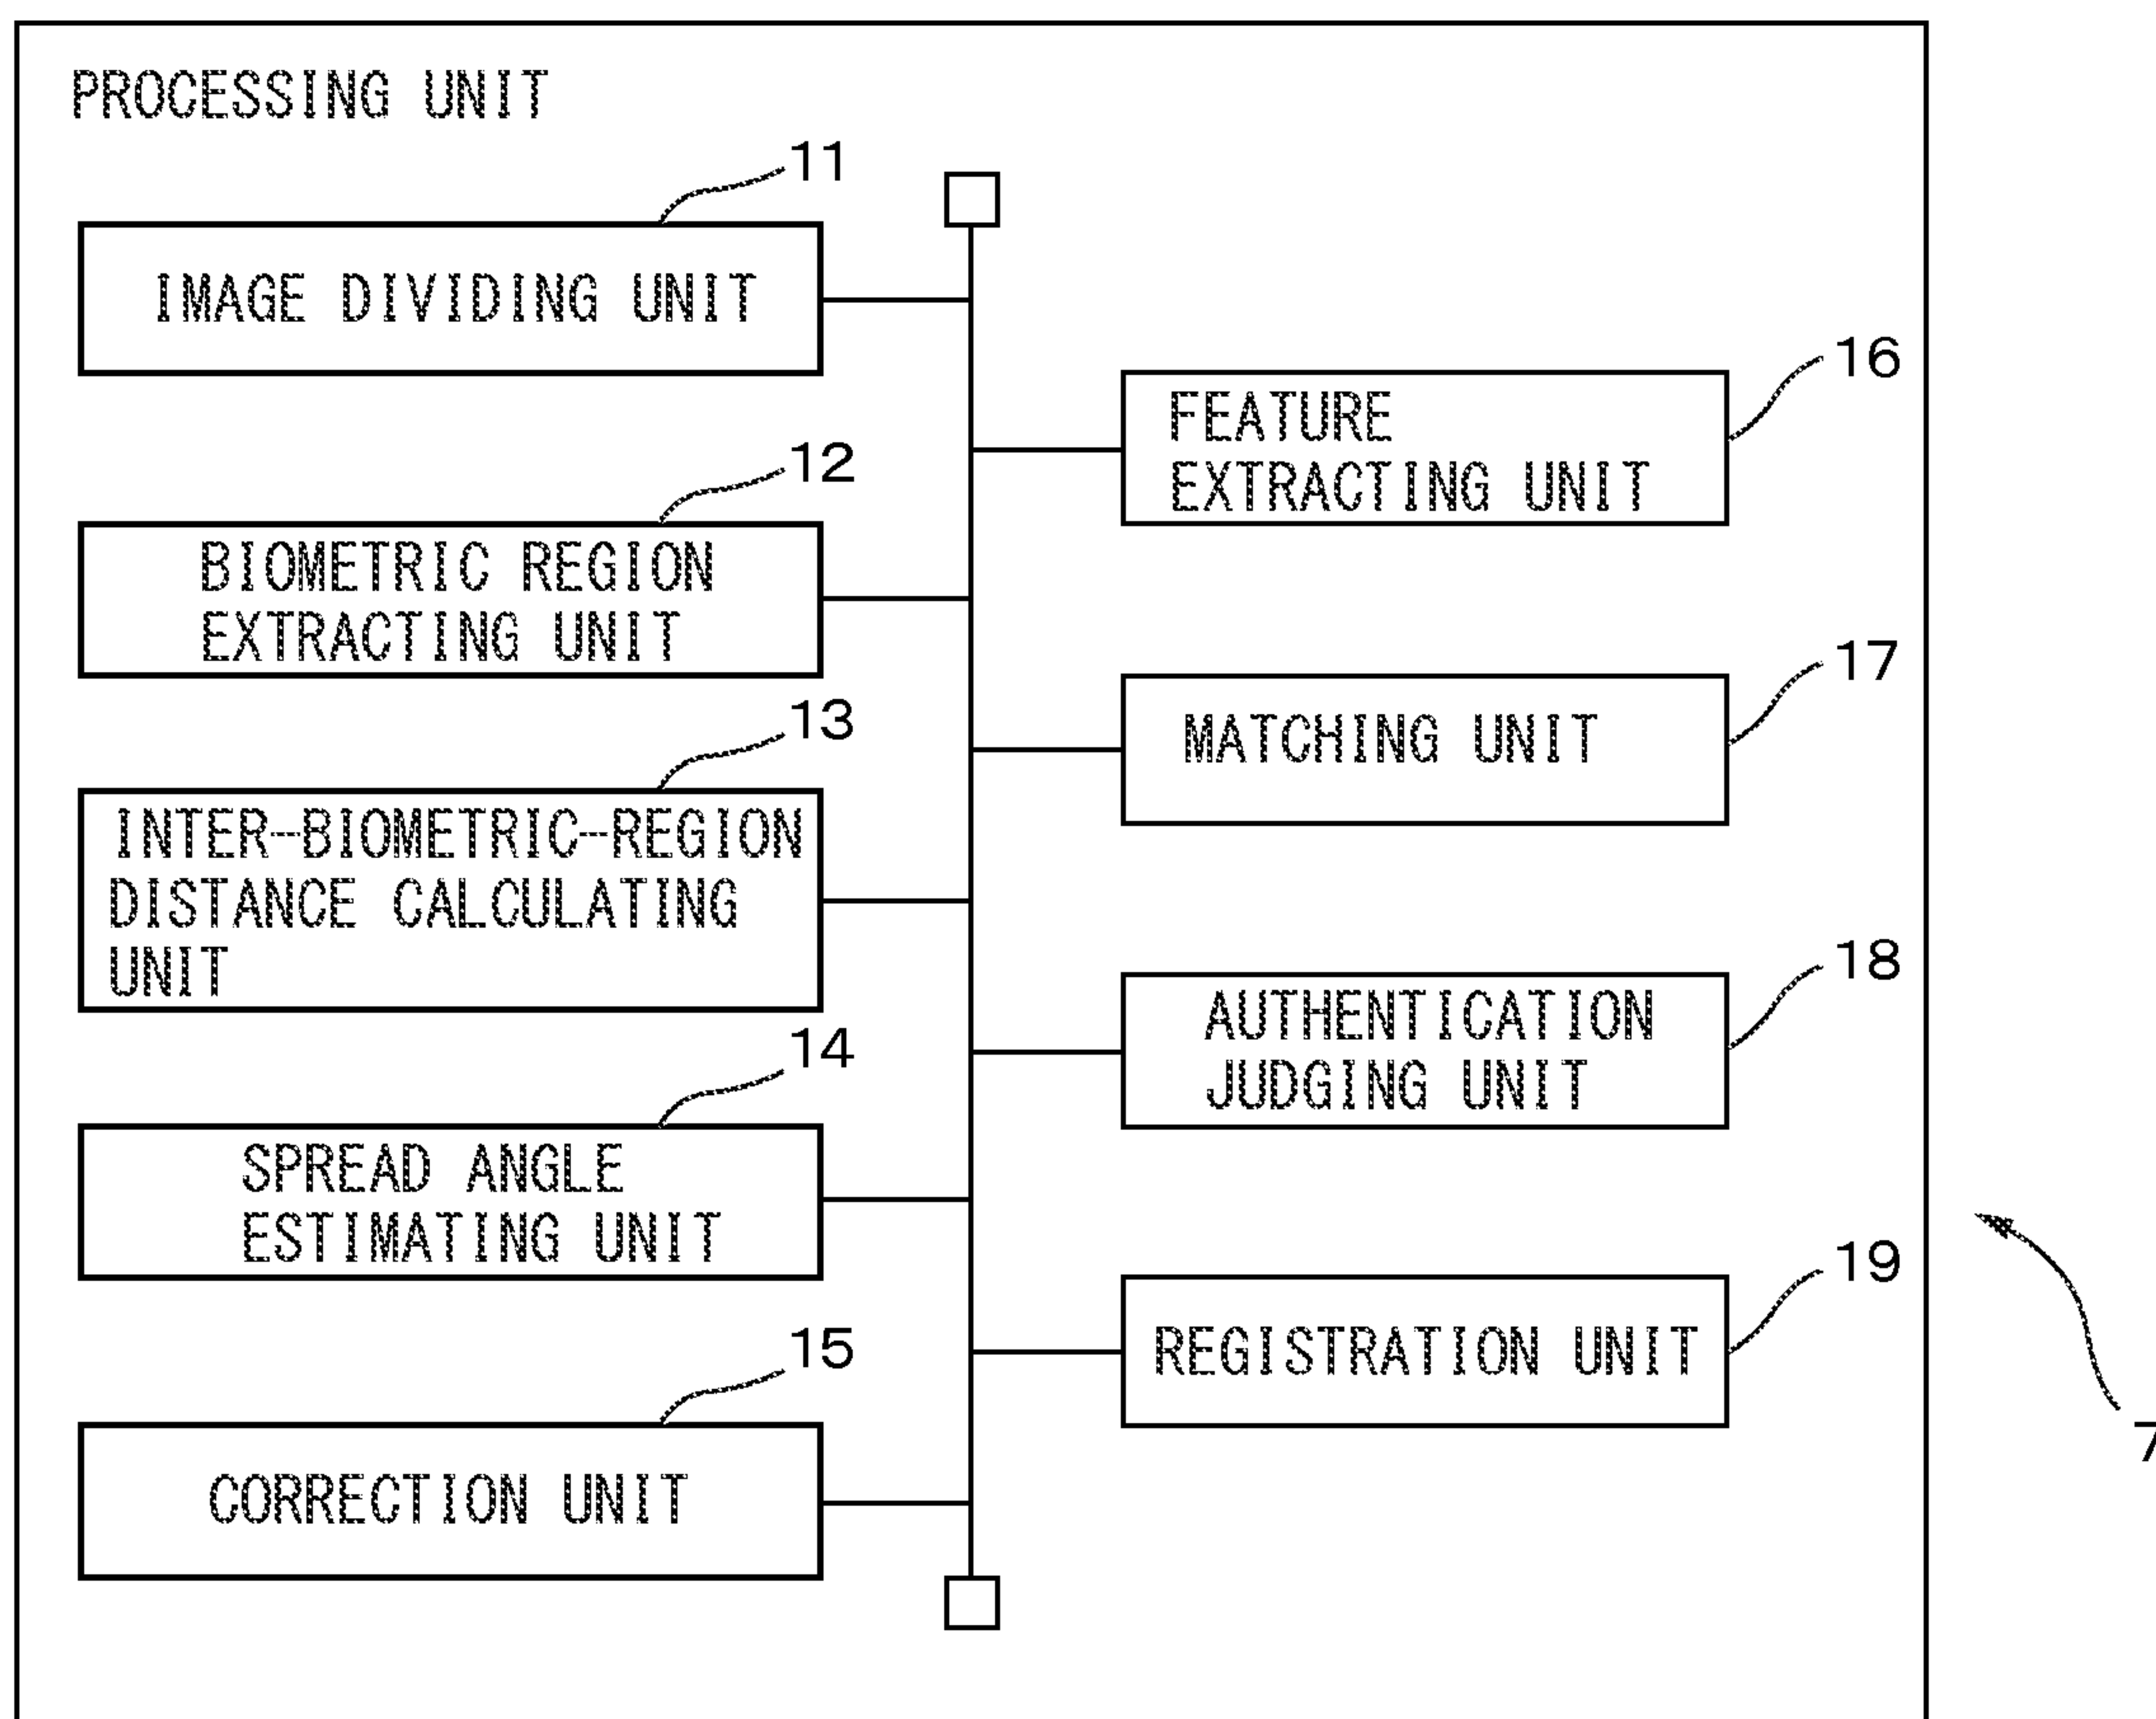 PROCESSING UNIT
11
IMAGE DIVIDING UNIT
12
BIOMETRIC REGION
EXTRACTING UNIT
13
INTER-BIOMETRIC-REGION
DISTANCE CALCULATING
UNIT
14
SPREAD ANGLE
ESTIMATING UNIT
15
CORRECTION UNIT
16
FEATURE
EXTRACTING UNIT
17
MATCHING UNIT
18
AUTHENTICATION
JUDGING UNIT
19
REGISTRATION UNIT
7